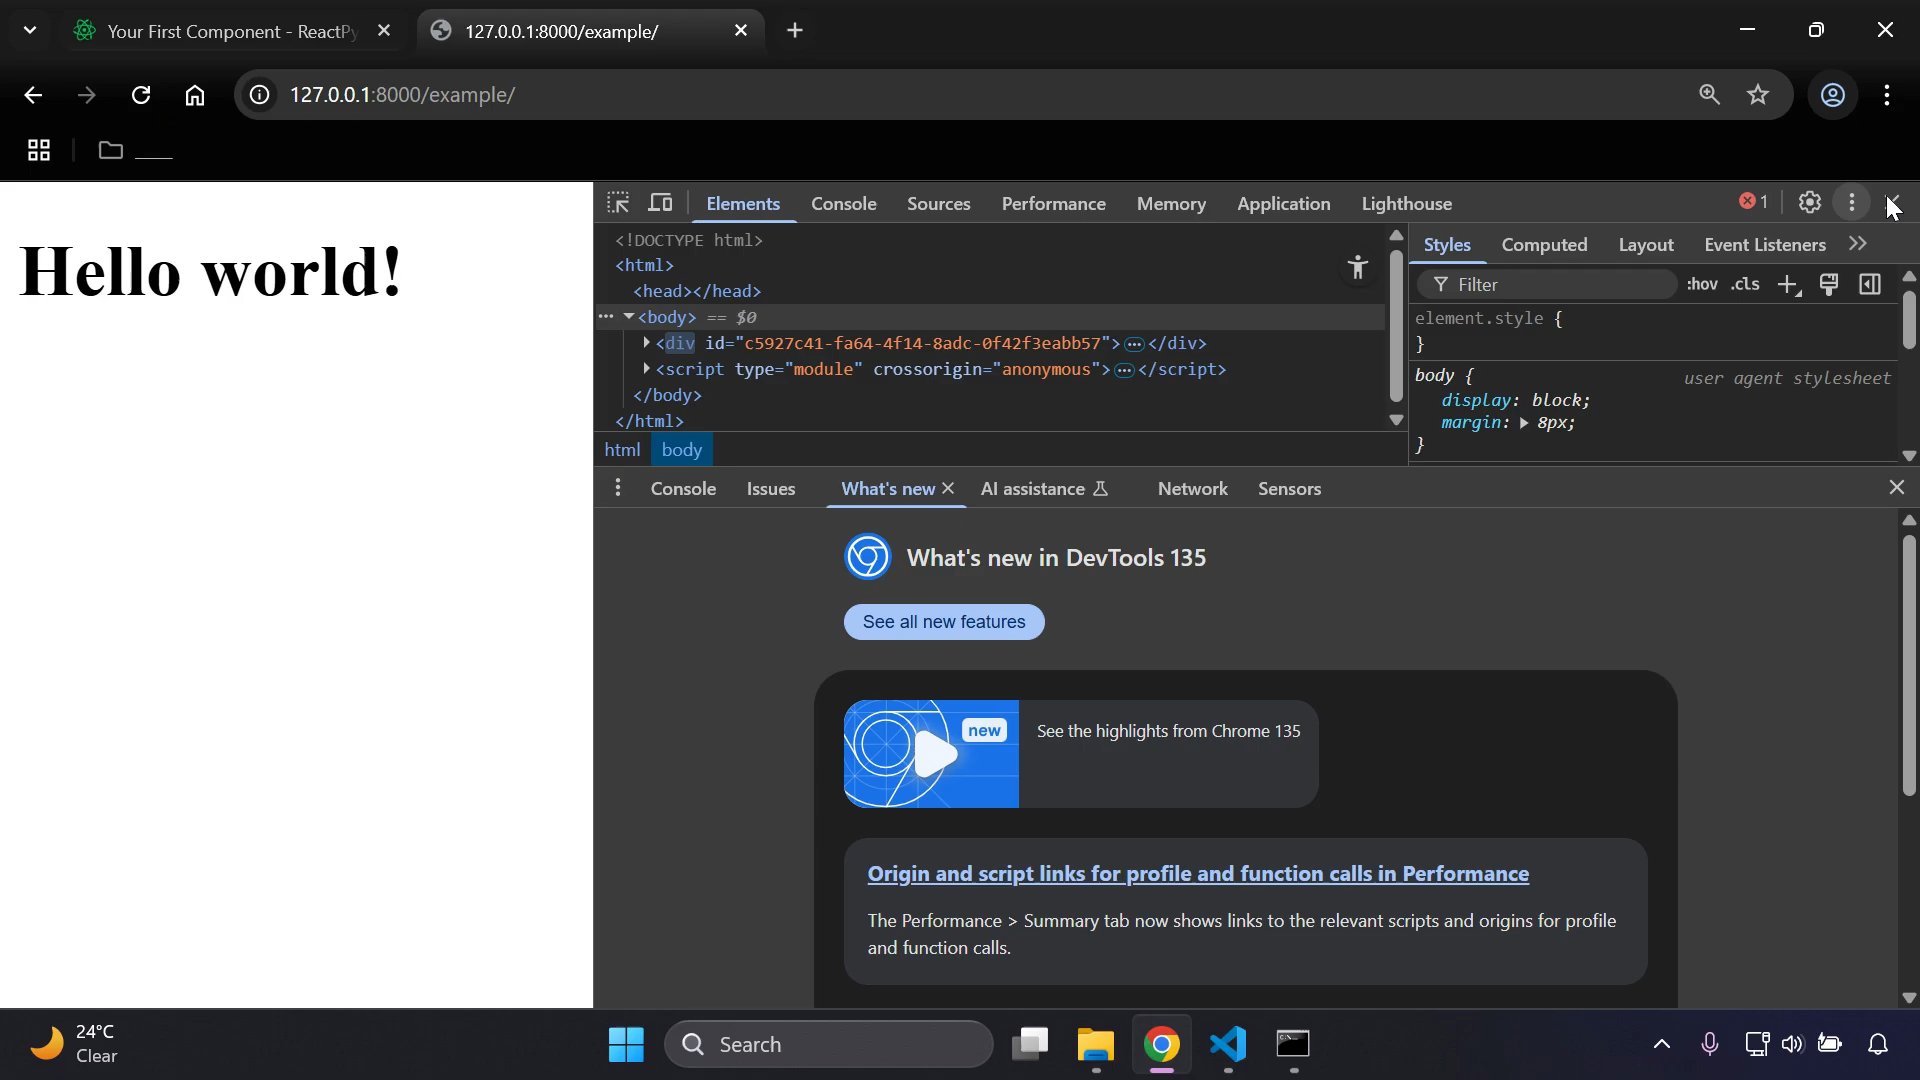 Your First Component - ReactPy
127.0.0.1:8000/example/
127.0.0.1:8000/example/
____
Hello world!
Elements Console Sources Performance Memory Application Lighthouse 1
<!DOCTYPE html>
<html>
<head></head>
<body> == $0
<div id="c5927c41-fa64-4f14-8adc-0f42f3eabb57"></div>
<script type="module" crossorigin="anonymous"></script>
</body>
</html>
html body
Styles Computed Layout Event Listeners
Filter :hov .cls
element.style {
}
body { user agent stylesheet
display: block;
margin: 8px;
}
Console Issues What's new AI assistance Network Sensors
What's new in DevTools 135
See all new features
new
See the highlights from Chrome 135
Origin and script links for profile and function calls in Performance
The Performance > Summary tab now shows links to the relevant scripts and origins for profile
and function calls.
24°C
Clear
Search